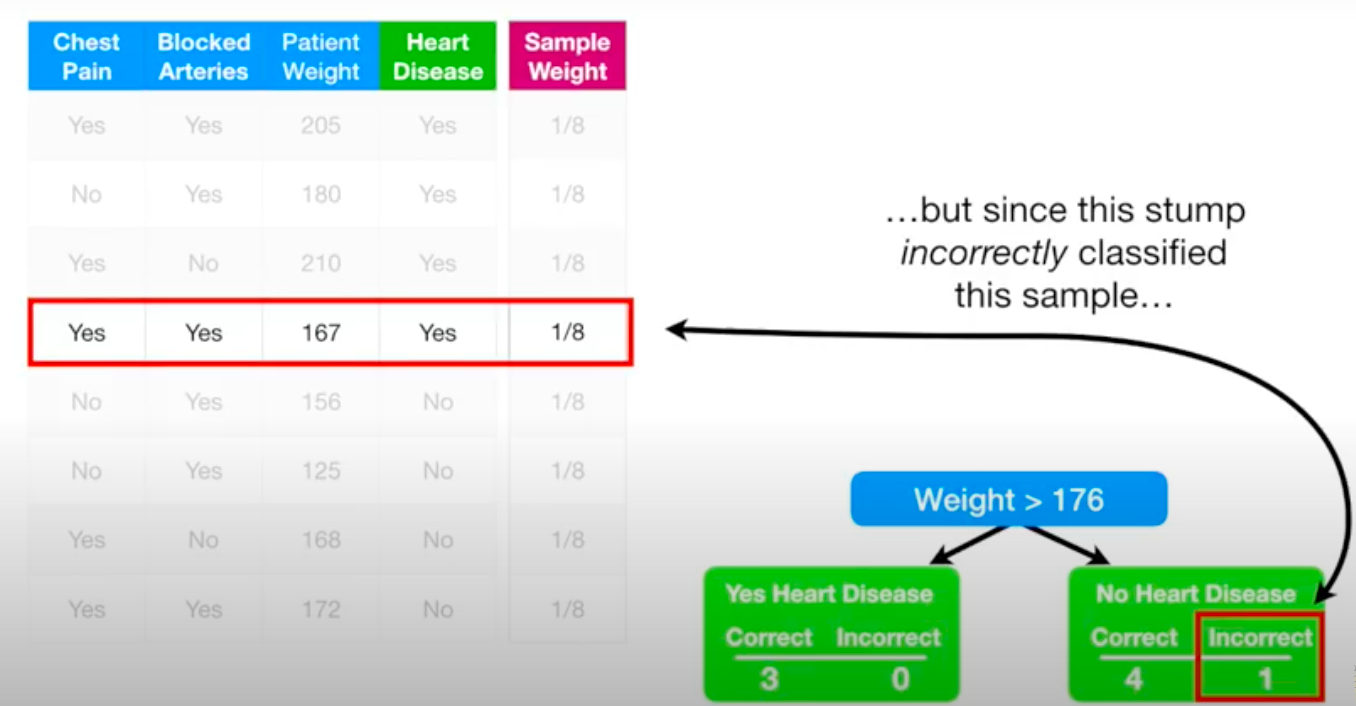 Chest Pain Blocked Arteries Patient Weight Heart Disease Sample Weight
Yes Yes 205 Yes 1/8
No Yes 180 Yes 1/8
Yes No 210 Yes 1/8
Yes Yes 167 Yes 1/8
No Yes 156 No 1/8
No Yes 125 No 1/8
Yes No 168 No 1/8
Yes Yes 172 No 1/8
…but since this stump
incorrectly classified
this sample…
Weight > 176
Yes Heart Disease
Correct Incorrect
3 0
No Heart Disease
Correct Incorrect
4 1